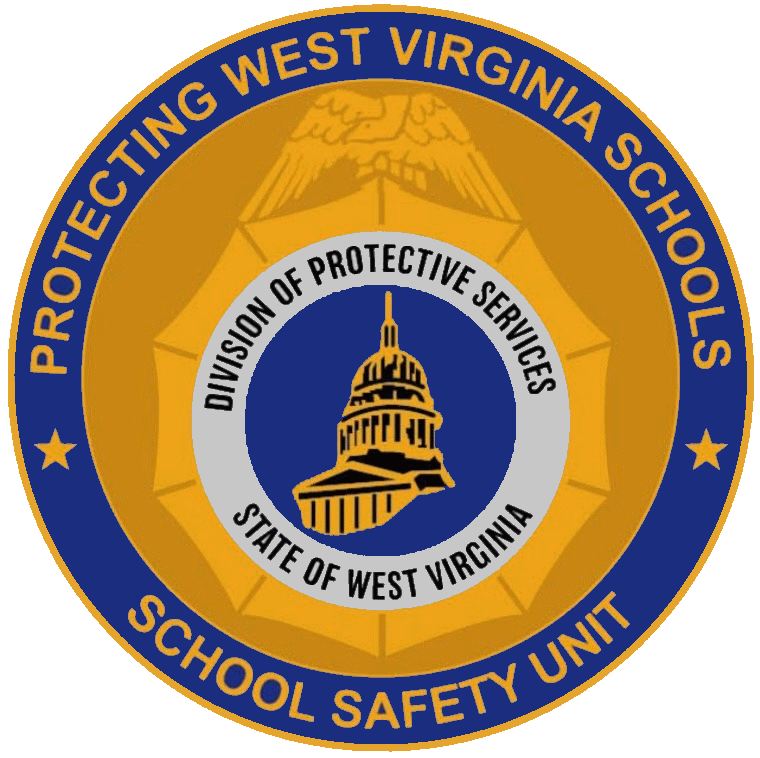 PROTECTING WEST VIRGINIA SCHOOLS
DIVISION OF PROTECTIVE SERVICES
STATE OF WEST VIRGINIA
SCHOOL SAFETY UNIT